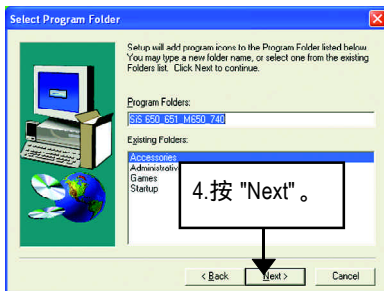 Select Program Folder
Setup will add program icons to the Program Folder listed below.
You may type a new folder name, or select one from the existing
Folders list. Click Next to continue.
Program Folders:
SiS 650_651_M650_740
Existing Folders:
Accessories
Administrativ
Games
Startup
4.按 "Next"。
< Back
Next >
Cancel